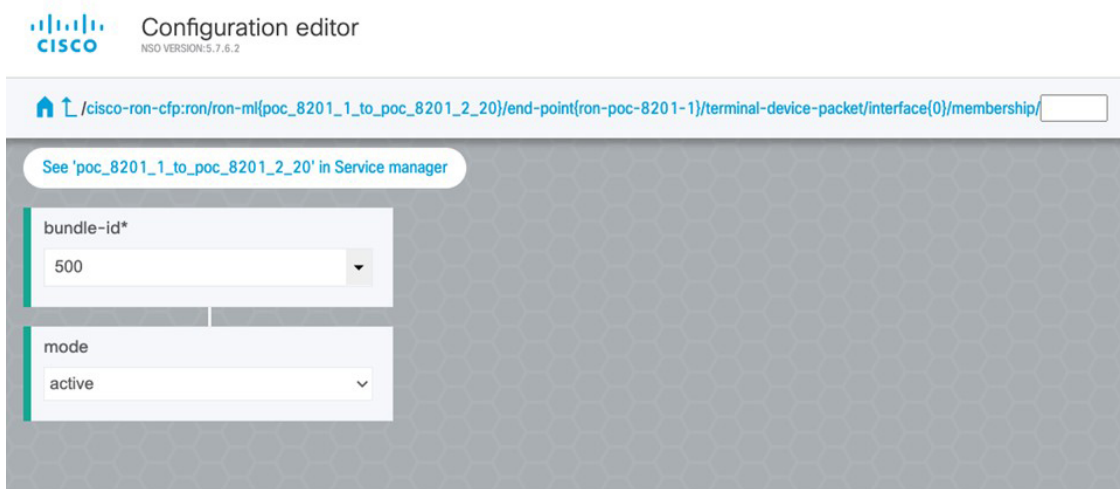 CISCO
Configuration editor
NSO VERSION:5.7.6.2
/cisco-ron-cfp:ron/ron-ml{poc_8201_1_to_poc_8201_2_20}/end-point{ron-poc-8201-1}/terminal-device-packet/interface{0}/membership/
See 'poc_8201_1_to_poc_8201_2_20' in Service manager
bundle-id*
500
mode
active